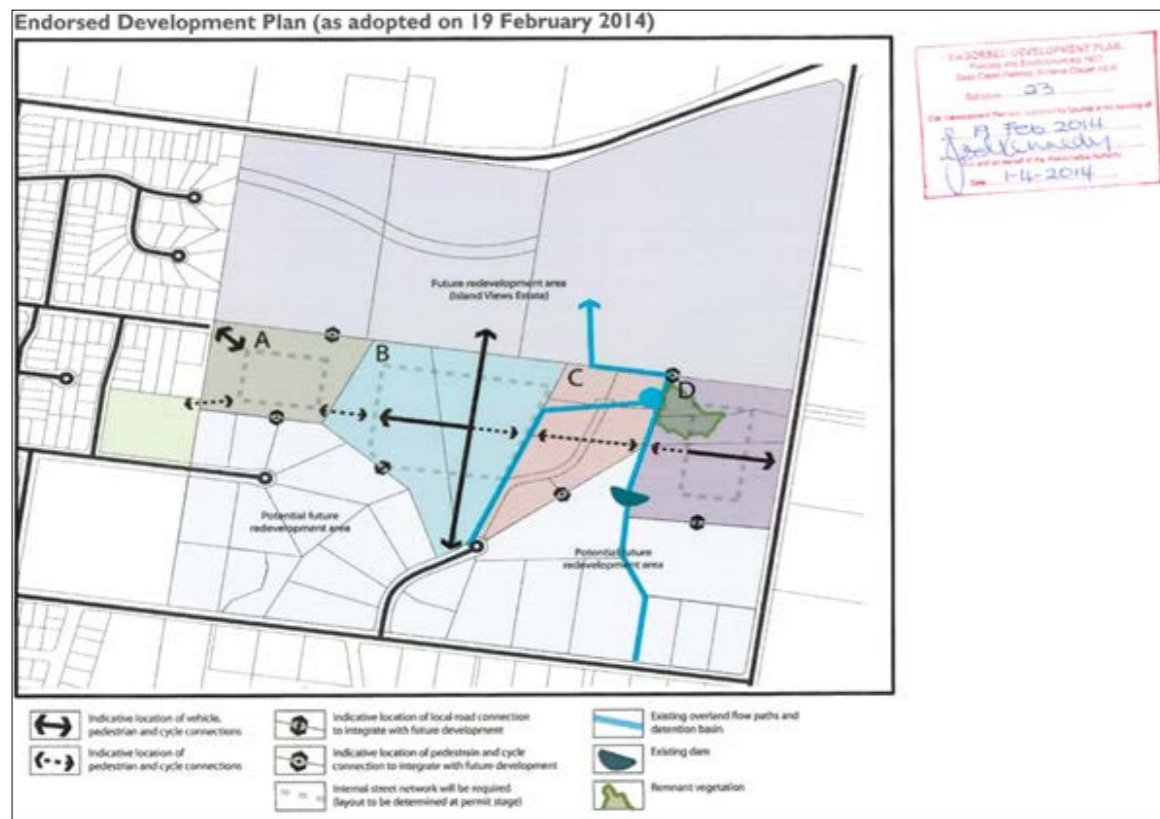 Endorsed Development Plan (as adopted on 19 February 2014)
ENDORSED DEVELOPMENT PLAN
23
19 Feb 2014
Date 1-4-2014
Future redevelopment area
(Island Views Estate)
A
B
C
D
Potential future
redevelopment area
Potential future
redevelopment area
Indicative location of vehicle,
pedestrian and cycle connections
Indicative location of
pedestrian and cycle connections
Indicative location of local road connection
to integrate with future development
Indicative location of pedestrain and cycle
connection to integrate with future development
Internal street network will be required
(layout to be determined at permit stage)
Existing overland flow paths and
detention basin
Existing dam
Remnant vegetation